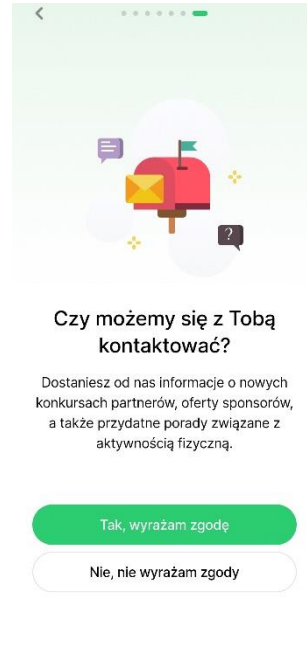 Czy możemy się z Tobą
kontaktować?
Dostaniesz od nas informacje o nowych
konkursach partnerów, oferty sponsorów,
a także przydatne porady związane z
aktywnością fizyczną.
Tak, wyrażam zgodę
Nie, nie wyrażam zgody